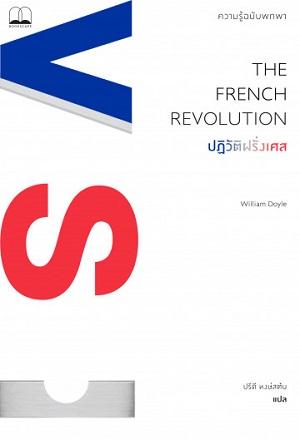 BOOKSCAPE
ความรู้ฉบับพกพา
THE
FRENCH
REVOLUTION
ปฏิวัติฝรั่งเศส
William Doyle
VSI
ปรีดี หงษ์สต้น
แปล